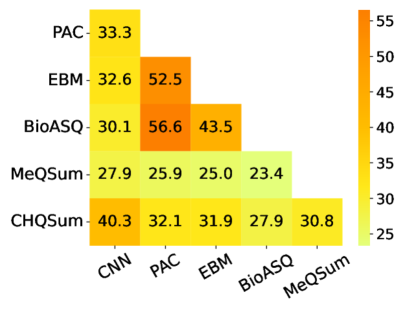 PAC 33.3
EBM 32.6 52.5
BioASQ 30.1 56.6 43.5
MeQSum 27.9 25.9 25.0 23.4
CHQSum 40.3 32.1 31.9 27.9 30.8
CNN PAC EBM BioASQ MeQSum
55
50
45
40
35
30
25